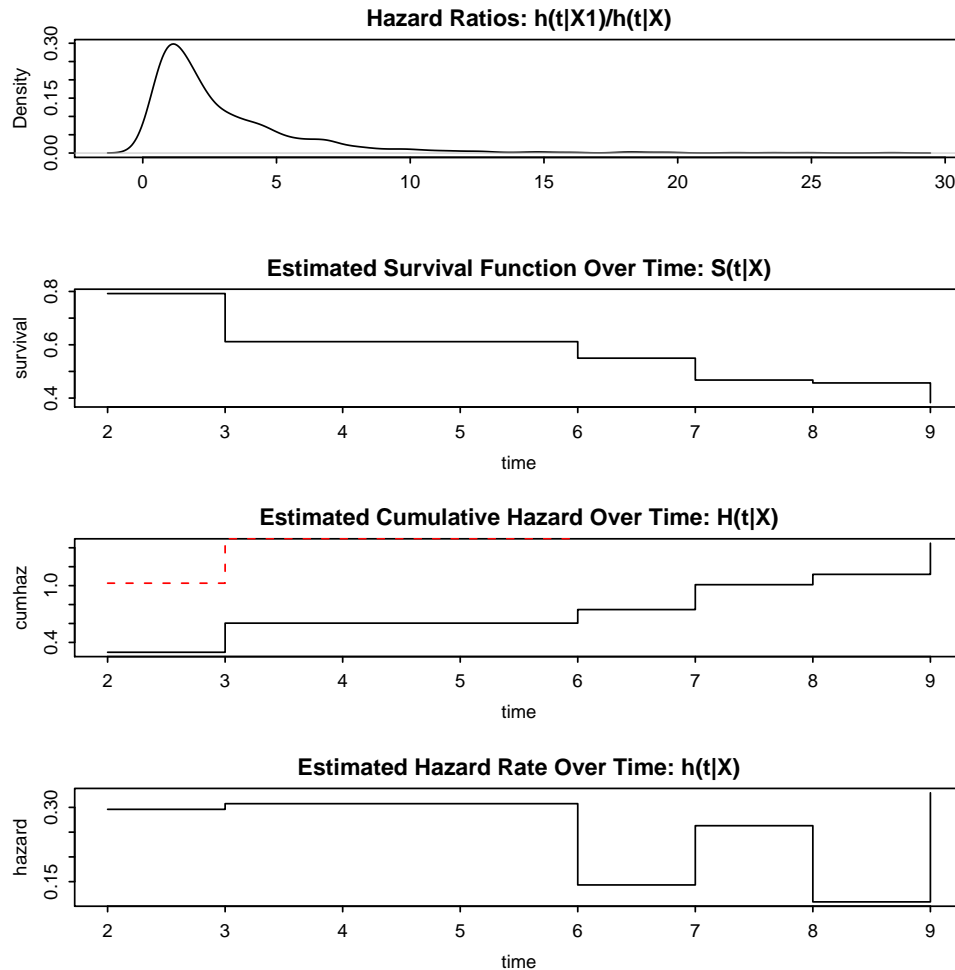 Hazard Ratios: h(t|X1)/h(t|X)
Density
0.00 0.15 0.30
0 5 10 15 20 25 30
Estimated Survival Function Over Time: S(t|X)
survival
0.4 0.6 0.8
2 3 4 5 6 7 8 9
time
Estimated Cumulative Hazard Over Time: H(t|X)
cumhaz
0.4 1.0
2 3 4 5 6 7 8 9
time
Estimated Hazard Rate Over Time: h(t|X)
hazard
0.15 0.30
2 3 4 5 6 7 8 9
time